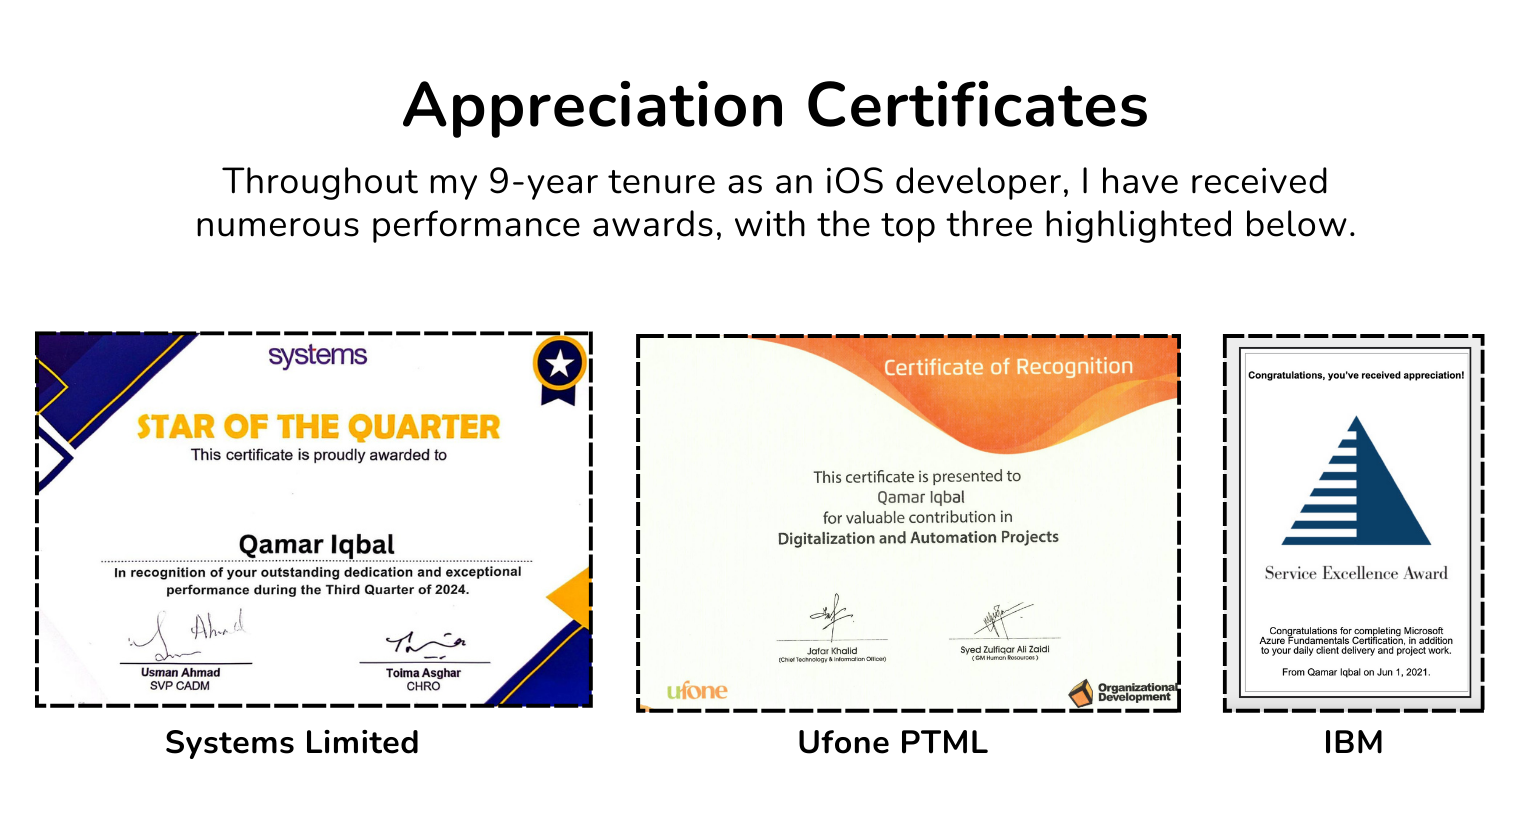 Appreciation Certificates
Throughout my 9-year tenure as an iOS developer, I have received
numerous performance awards, with the top three highlighted below.
systems
STAR OF THE QUARTER
This certificate is proudly awarded to
Qamar Iqbal
In recognition of your outstanding dedication and exceptional
performance during the Third Quarter of 2024.
Usman Ahmad
SVP CADM
Toima Asghar
CHRO
Systems Limited
Certificate of Recognition
This certificate is presented to
Qamar Iqbal
for valuable contribution in
Digitalization and Automation Projects
Jafar Khalid
(Chief Technology & Information Officer)
Syed Zulfiqar Ali Zaidi
( GM Human Resources )
ufone
Organizational
Development
Ufone PTML
Congratulations, you've received appreciation!
Service Excellence Award
Congratulations for completing Microsoft
Azure Fundamentals Certification, in addition
to your daily client delivery and project work.
From Qamar Iqbal on Jun 1, 2021.
IBM